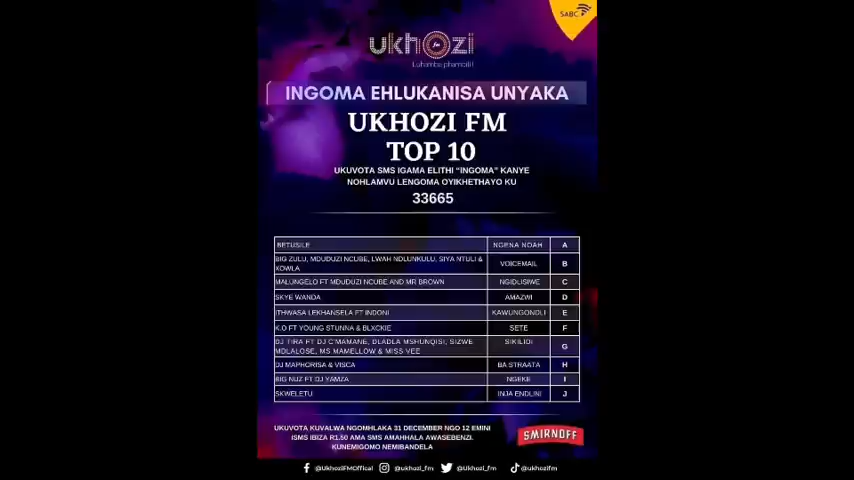 SABC
ukhozi fm
Luhamba phambili!
INGOMA EHLUKANISA UNYAKA
UKHOZI FM
TOP 10
UKUVOTA SMS IGAMA ELITHI “INGOMA” KANYE
NOHLAMVU LENGOMA OYIKHETHAYO KU
33665
BETUSILE NGENA NOAH A
BIG ZULU, MDUDUZI NCUBE, LWAH NDLUNKULU, SIYA NTULI &
XOWLA VOICEMAIL B
MALUNGELO FT MDUDUZI NCUBE AND MR BROWN NGIDLISIWE C
SKYE WANDA AMAZWI D
ITHWASA LEKHANSELA FT INDONI KAWUNGONDLI E
K.O FT YOUNG STUNNA & BLXCKIE SETE F
DJ TIRA FT DJ C'MAMANE, DLADLA MSHUNQISI, SIZWE
MDLALOSE, MS MAMELLOW & MISS VEE SIKILIDI G
DJ MAPHORISA & VISCA BA STRAATA H
BIG NUZ FT DJ YAMZA NGEKE I
SKWELETU INJA ENDLINI J
UKUVOTA KUVALWA NGOMHLAKA 31 DECEMBER NGO 12 EMINI
ISMS IBIZA R1.50 AMA SMS AMAHHALA AWASEBENZI.
KUNEMIGOMO NEMIBANDELA
SMIRNOFF
@UkhoziFMOffical @ukhozi_fm @Ukhozi_fm @ukhozifm